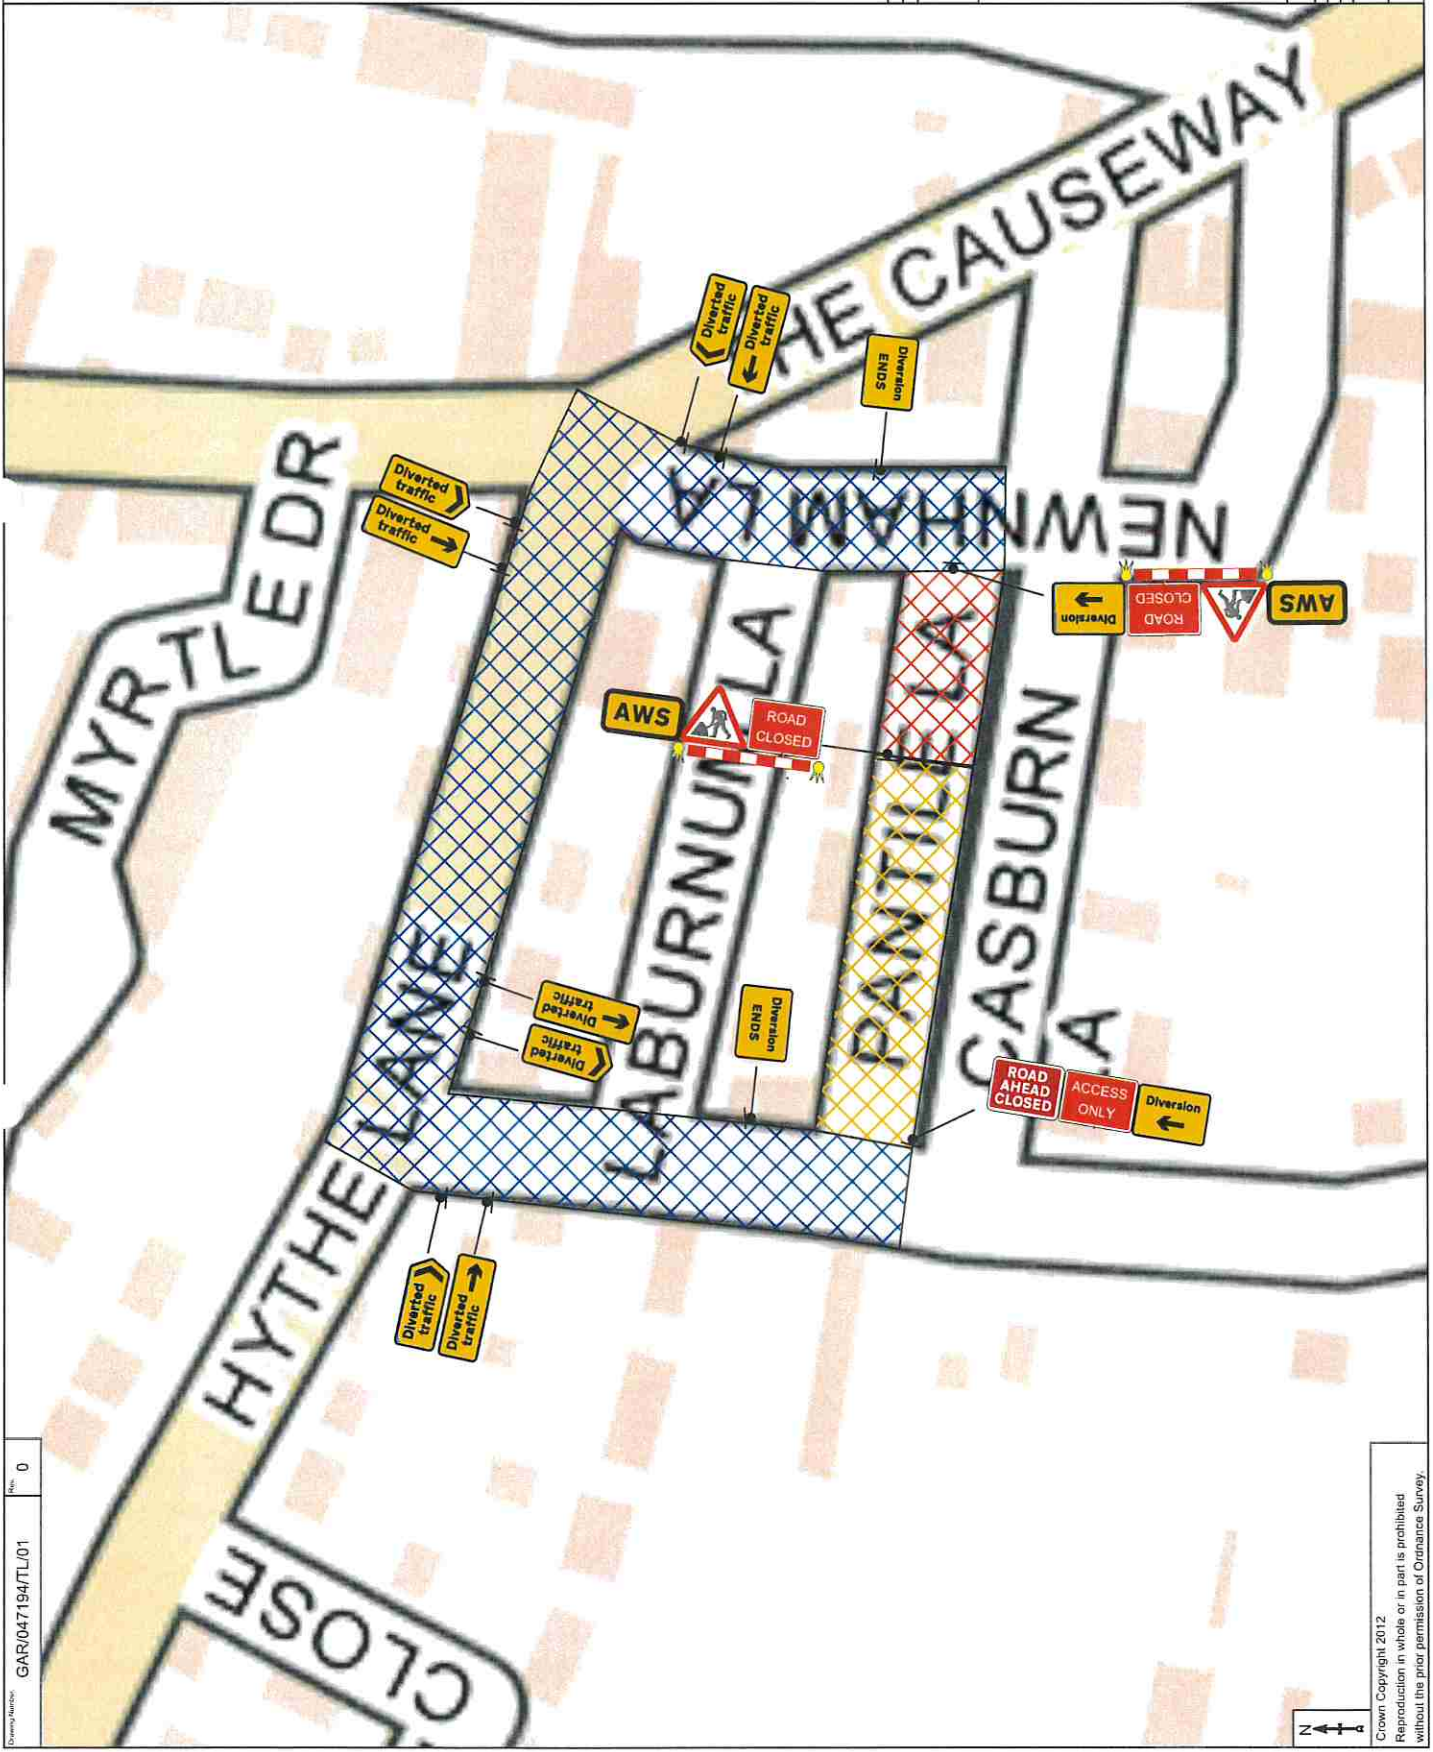 Drawing Number.
GAR/047194/TL/01
Rev.
0
MYRTLE DR
THE CAUSEWAY
Diverted
traffic
Diverted
traffic
Diverted
traffic
Diverted
traffic
Diversion
ENDS
NEWNHAM LA
AWS
ROAD
CLOSED
Diversion
ROAD
CLOSED
AWS
LABURNUM LA
PANTILE LA
CASBURN
LA
HYTHE LANE
Diverted
traffic
Diverted
traffic
Diversion
ENDS
ROAD
AHEAD
CLOSED
ACCESS
ONLY
Diversion
Diverted
traffic
Diverted
traffic
CLOSE
N
Crown Copyright 2012
Reproduction in whole or in part is prohibited
without the prior permission of Ordnance Survey.